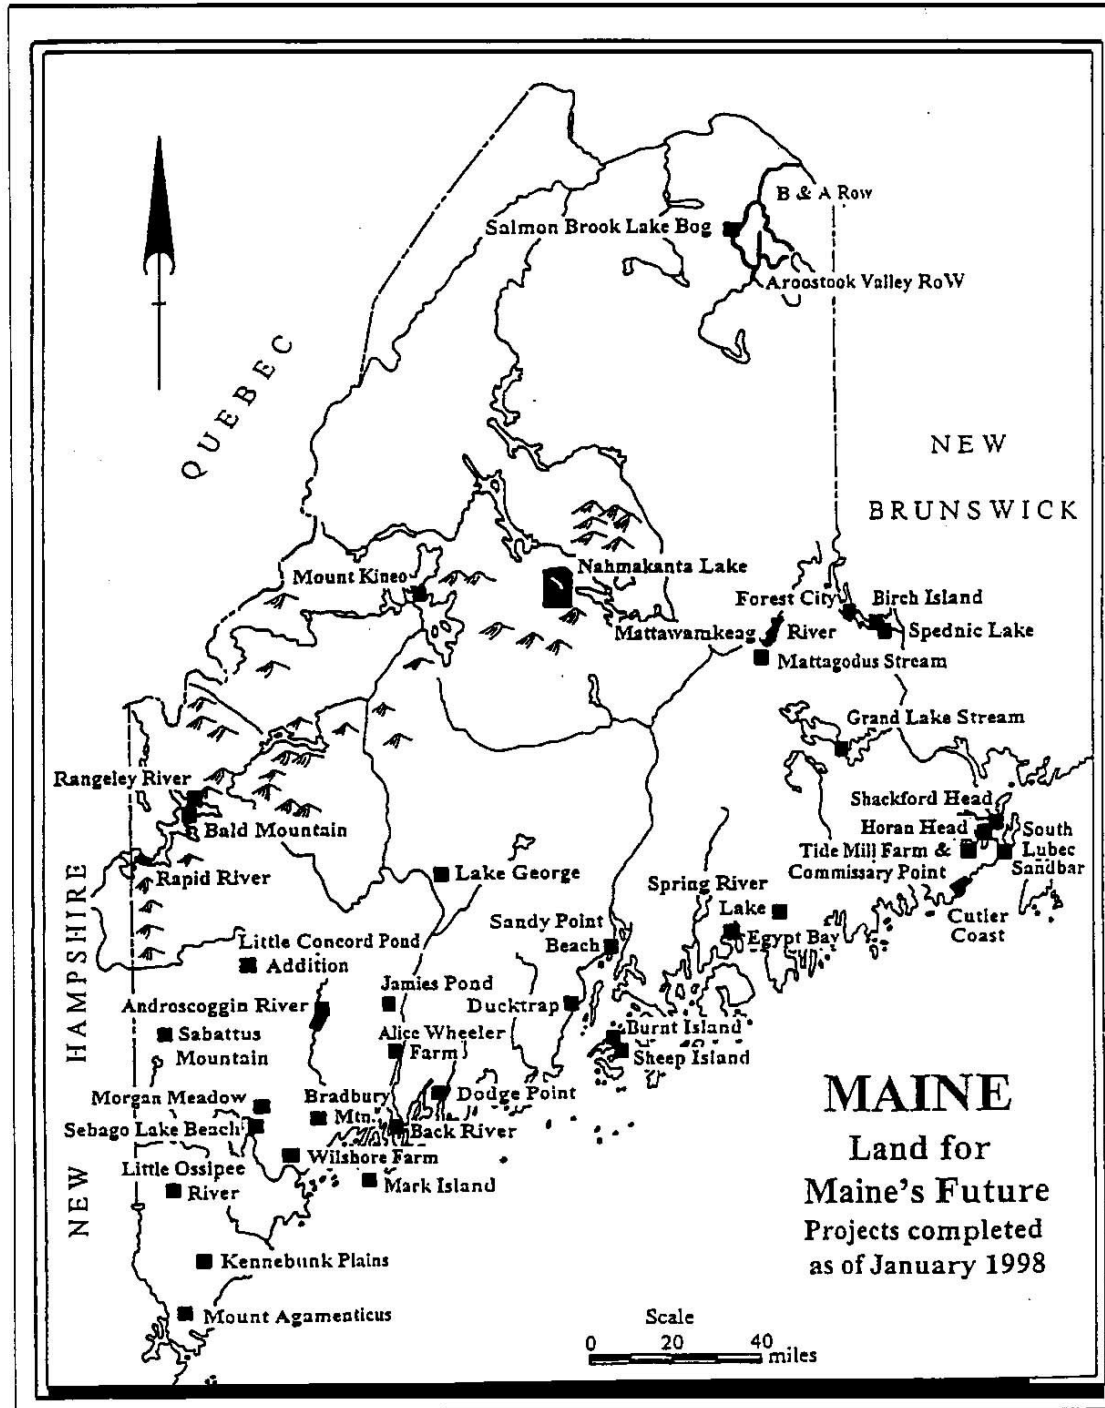 B & A Row
Salmon Brook Lake Bog
Aroostook Valley RoW
QUEBEC
NEW
BRUNSWICK
Nahmakanta Lake
Mount Kineo
Forest City
Birch Island
Mattawamkeag
River
Spednic Lake
Mattagodus Stream
Grand Lake Stream
Rangeley River
Shackford Head
Bald Mountain
Horan Head
South
Lubec
Sandbar
Tide Mill Farm &
Commissary Point
Rapid River
Lake George
Spring River
Lake
Cutler
Coast
Sandy Point
Beach
Egypt Bay
Little Concord Pond
Addition
Jamies Pond
Androscoggin River
Ducktrap
Sabattus
Mountain
Alice Wheeler
Farm
Burnt Island
Sheep Island
NEW HAMPSHIRE
Morgan Meadow
Bradbury
Mtn.
Dodge Point
Sebago Lake Beach
Back River
Wilshore Farm
Little Ossipee
River
Mark Island
Kennebunk Plains
Mount Agamenticus
MAINE
Land for
Maine's Future
Projects completed
as of January 1998
Scale
0 20 40
miles